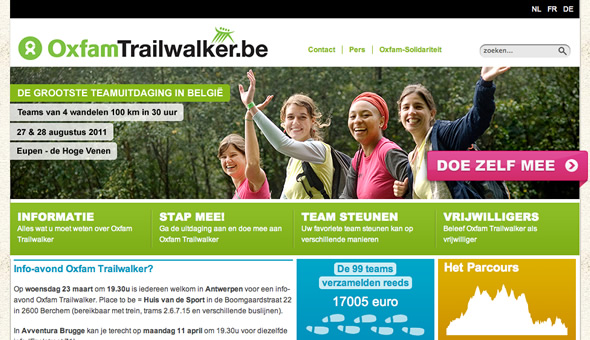 NL FR DE
OxfamTrailwalker.be
Contact | Pers | Oxfam-Solidariteit
zoeken...
DE GROOTSTE TEAMUITDAGING IN BELGIË
Teams van 4 wandelen 100 km in 30 uur
27 & 28 augustus 2011
Eupen - de Hoge Venen
DOE ZELF MEE
INFORMATIE
Alles wat u moet weten over Oxfam
Trailwalker
STAP MEE!
Ga de uitdaging aan en doe mee aan
Oxfam Trailwalker
TEAM STEUNEN
Uw favoriete team steunen kan op
verschillende manieren
VRIJWILLIGERS
Beleef Oxfam Trailwalker als
vrijwilliger
Info-avond Oxfam Trailwalker?
Op woensdag 23 maart om 19.30u is iedereen welkom in Antwerpen voor een info-
avond Oxfam Trailwalker. Place to be = Huis van de Sport in de Boomgaardstraat 22
in 2600 Berchem (bereikbaar met trein, trams 2.6.7.15 en verschillende buslijnen).
In Avventura Brugge kan je terecht op maandag 11 april om 19.30u voor diezelfde
De 99 teams
verzamelden reeds
17005 euro
Het Parcours